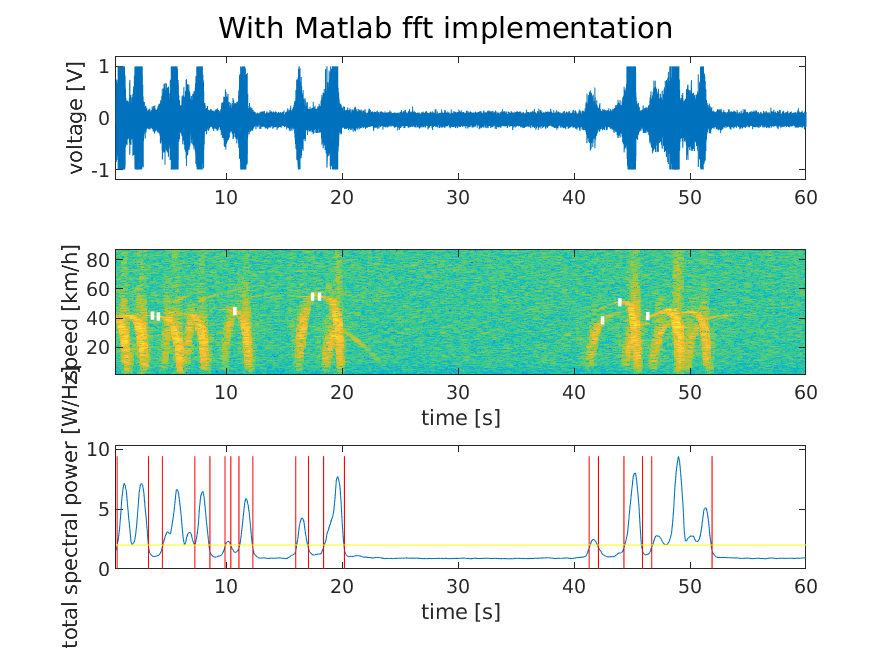 With Matlab fft implementation
voltage [V]
1
0
-1
10 20 30 40 50 60
speed [km/h]
80
60
40
20
10 20 30 40 50 60
time [s]
total spectral power [W/Hz]
10
5
0
10 20 30 40 50 60
time [s]